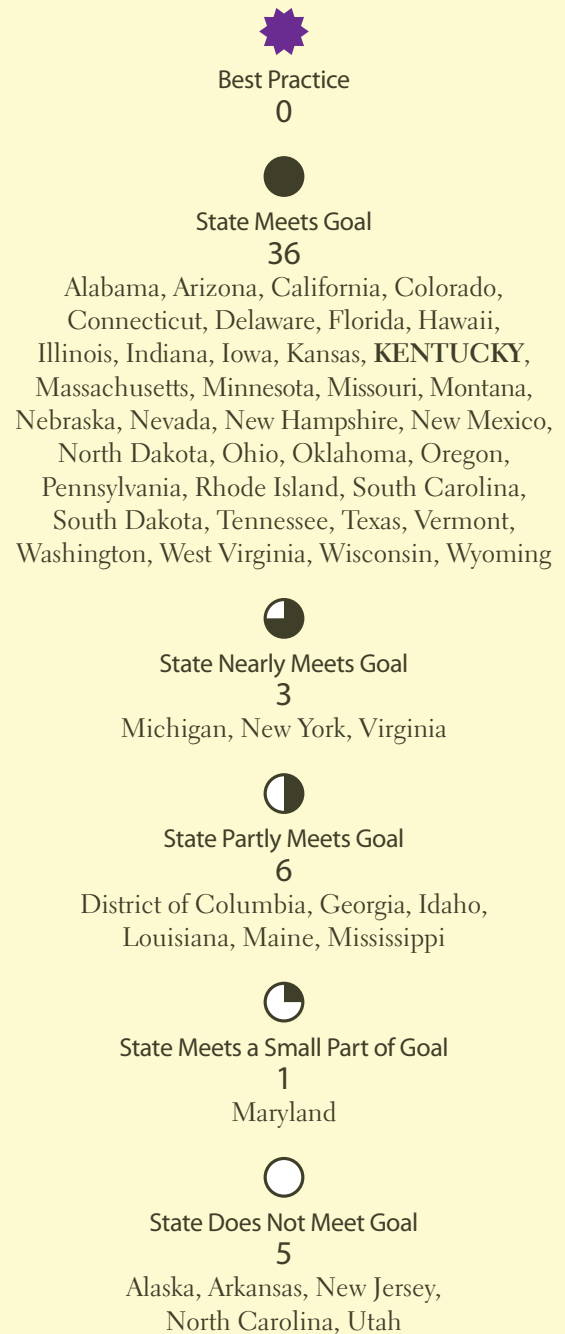 Best Practice
0
State Meets Goal
36
Alabama, Arizona, California, Colorado,
Connecticut, Delaware, Florida, Hawaii,
Illinois, Indiana, Iowa, Kansas, KENTUCKY,
Massachusetts, Minnesota, Missouri, Montana,
Nebraska, Nevada, New Hampshire, New Mexico,
North Dakota, Ohio, Oklahoma, Oregon,
Pennsylvania, Rhode Island, South Carolina,
South Dakota, Tennessee, Texas, Vermont,
Washington, West Virginia, Wisconsin, Wyoming
State Nearly Meets Goal
3
Michigan, New York, Virginia
State Partly Meets Goal
6
District of Columbia, Georgia, Idaho,
Louisiana, Maine, Mississippi
State Meets a Small Part of Goal
1
Maryland
State Does Not Meet Goal
5
Alaska, Arkansas, New Jersey,
North Carolina, Utah